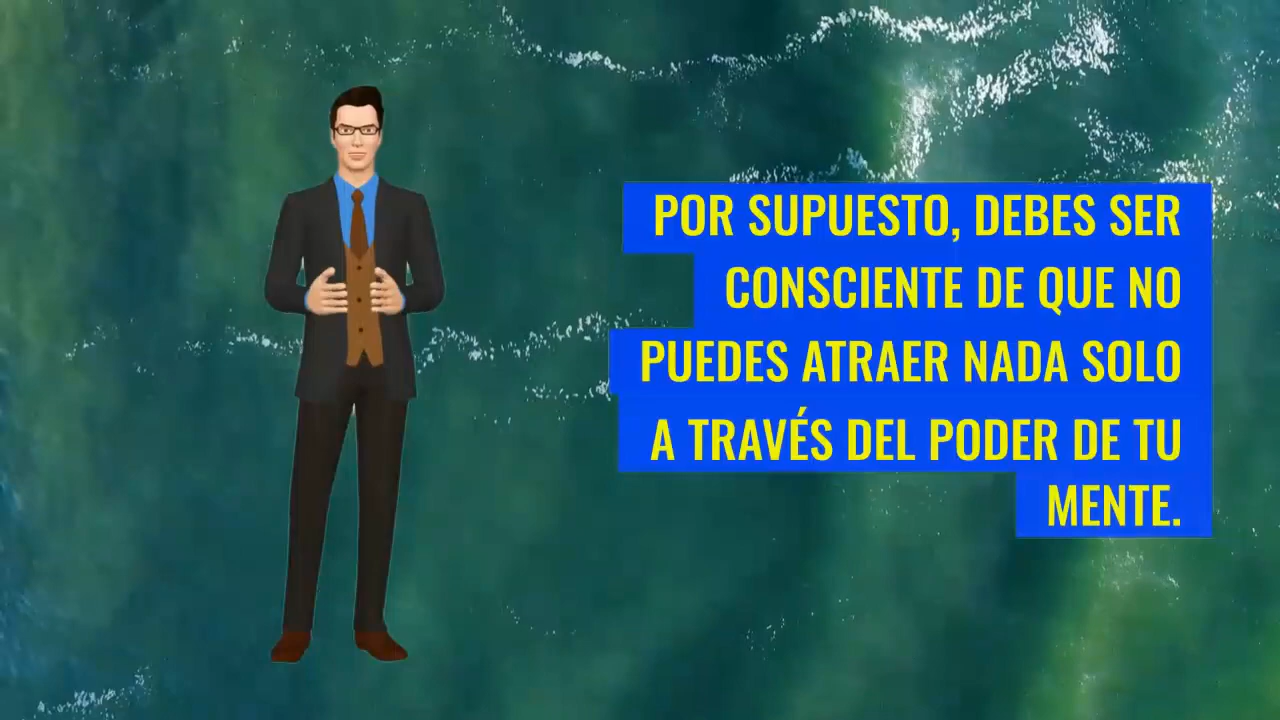 POR SUPUESTO, DEBES SER
CONSCIENTE DE QUE NO
PUEDES ATRAER NADA SOLO
A TRAVÉS DEL PODER DE TU
MENTE.